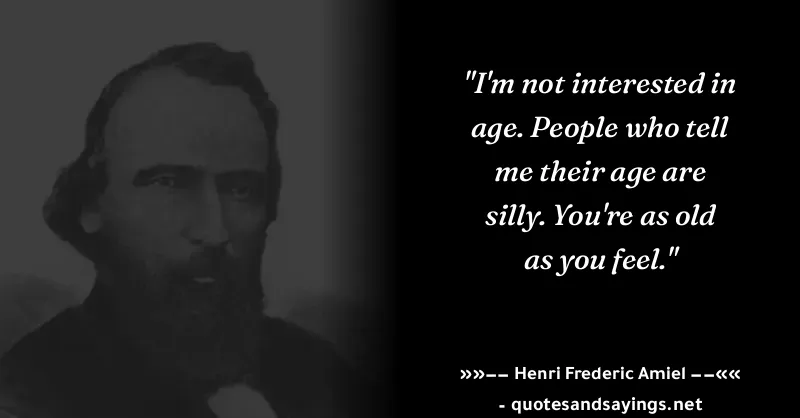 "I'm not interested in
age. People who tell
me their age are
silly. You're as old
as you feel."
»»−− Henri Frederic Amiel −−««
- quotesandsayings.net